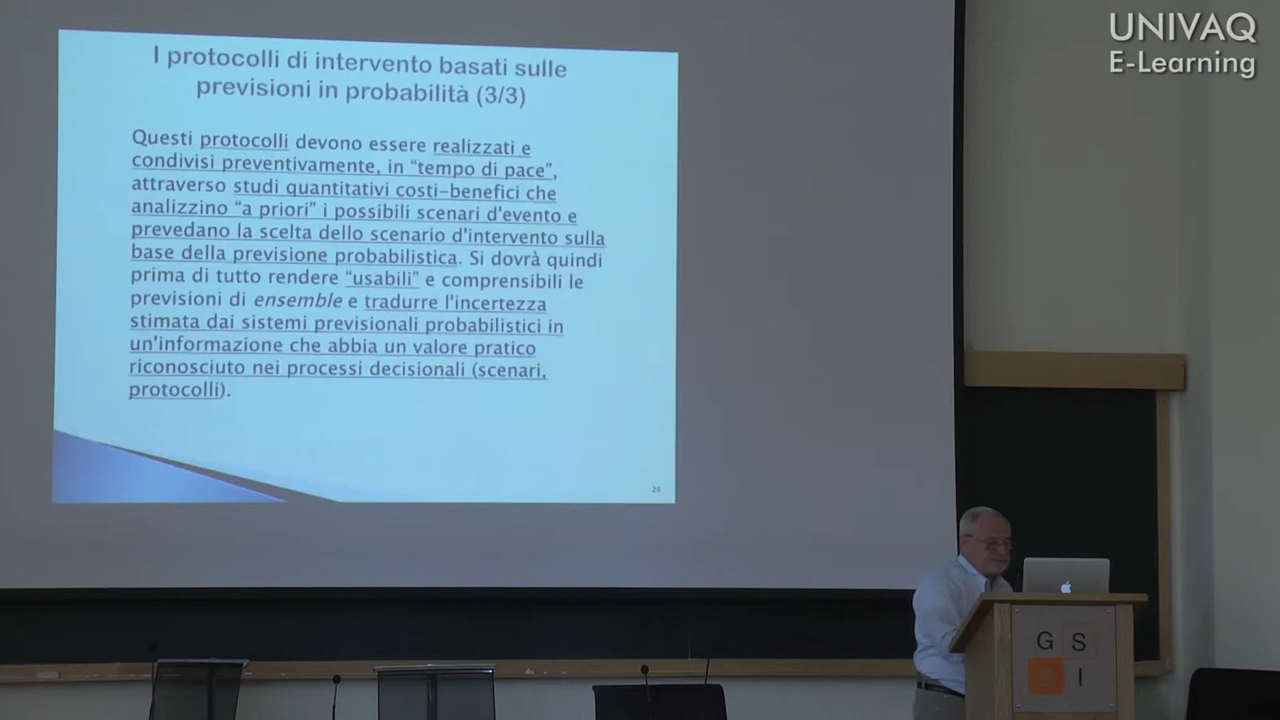 UNIVAQ
E-Learning
I protocolli di intervento basati sulle
previsioni in probabilità (3/3)
Questi protocolli devono essere realizzati e
condivisi preventivamente, in “tempo di pace”,
attraverso studi quantitativi costi-benefici che
analizzino “a priori” i possibili scenari d'evento e
prevedano la scelta dello scenario d'intervento sulla
base della previsione probabilistica. Si dovrà quindi
prima di tutto rendere “usabili” e comprensibili le
previsioni di ensemble e tradurre l'incertezza
stimata dai sistemi previsionali probabilistici in
un'informazione che abbia un valore pratico
riconosciuto nei processi decisionali (scenari,
protocolli).
24
G S
I